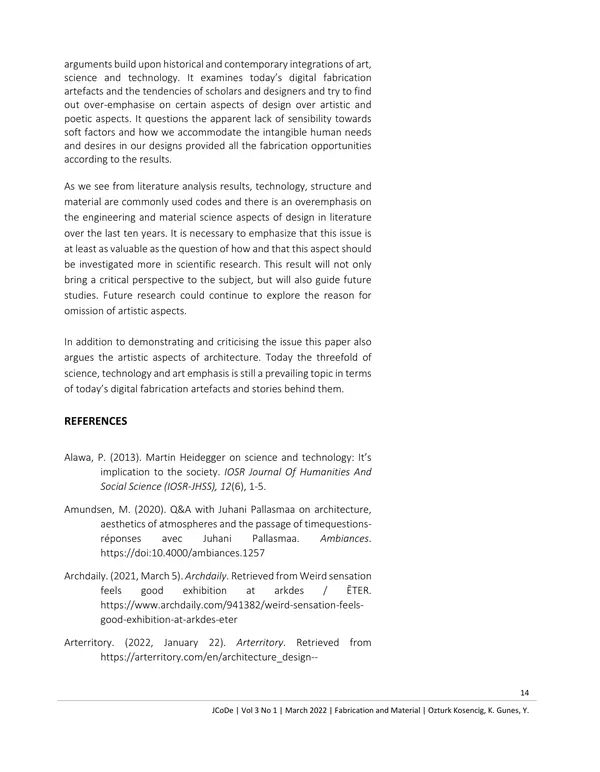 arguments build upon historical and contemporary integrations of art,
science and technology. It examines today's digital fabrication
artefacts and the tendencies of scholars and designers and try to find
out over-emphasise on certain aspects of design over artistic and
poetic aspects. It questions the apparent lack of sensibility towards
soft factors and how we accommodate the intangible human needs
and desires in our designs provided all the fabrication opportunities
according to the results.
As we see from literature analysis results, technology, structure and
material are commonly used codes and there is an overemphasis on
the engineering and material science aspects of design in literature
over the last ten years. It is necessary to emphasize that this issue is
at least as valuable as the question of how and that this aspect should
be investigated more in scientific research. This result will not only
bring a critical perspective to the subject, but will also guide future
studies. Future research could continue to explore the reason for
omission of artistic aspects.
In addition to demonstrating and criticising the issue this paper also
argues the artistic aspects of architecture. Today the threefold of
science, technology and art emphasis is still a prevailing topic in terms
of today's digital fabrication artefacts and stories behind them.
REFERENCES
Alawa, P. (2013). Martin Heidegger on science and technology: It's
implication to the society. IOSR Journal Of Humanities And
Social Science (IOSR-JHSS), 12(6), 1-5.
Amundsen, M. (2020). Q&A with Juhani Pallasmaa on architecture,
aesthetics of atmospheres and the passage of timequestions-
réponses avec Juhani Pallasmaa. Ambiances.
https://doi:10.4000/ambiances.1257
Archdaily. (2021, March 5). Archdaily. Retrieved from Weird sensation
feels good exhibition at arkdes / ĒTER.
https://www.archdaily.com/941382/weird-sensation-feels-
good-exhibition-at-arkdes-eter
Arterritory. (2022, January 22). Arterritory. Retrieved from
https://arterritory.com/en/architecture_design--
14
JCoDe | Vol 3 No 1 | March 2022 | Fabrication and Material | Ozturk Kosencig, K. Gunes, Y.